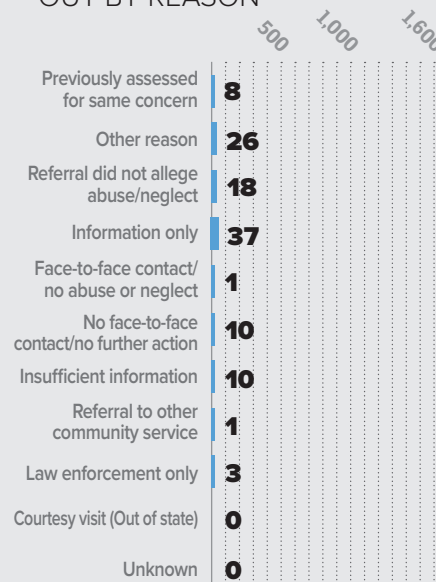 OUT BY REASON
500 1,000 1,600
Previously assessed
for same concern 8
Other reason 26
Referral did not allege
abuse/neglect 18
Information only 37
Face-to-face contact/
no abuse or neglect 1
No face-to-face
contact/no further action 10
Insufficient information 10
Referral to other
community service 1
Law enforcement only 3
Courtesy visit (Out of state) 0
Unknown 0